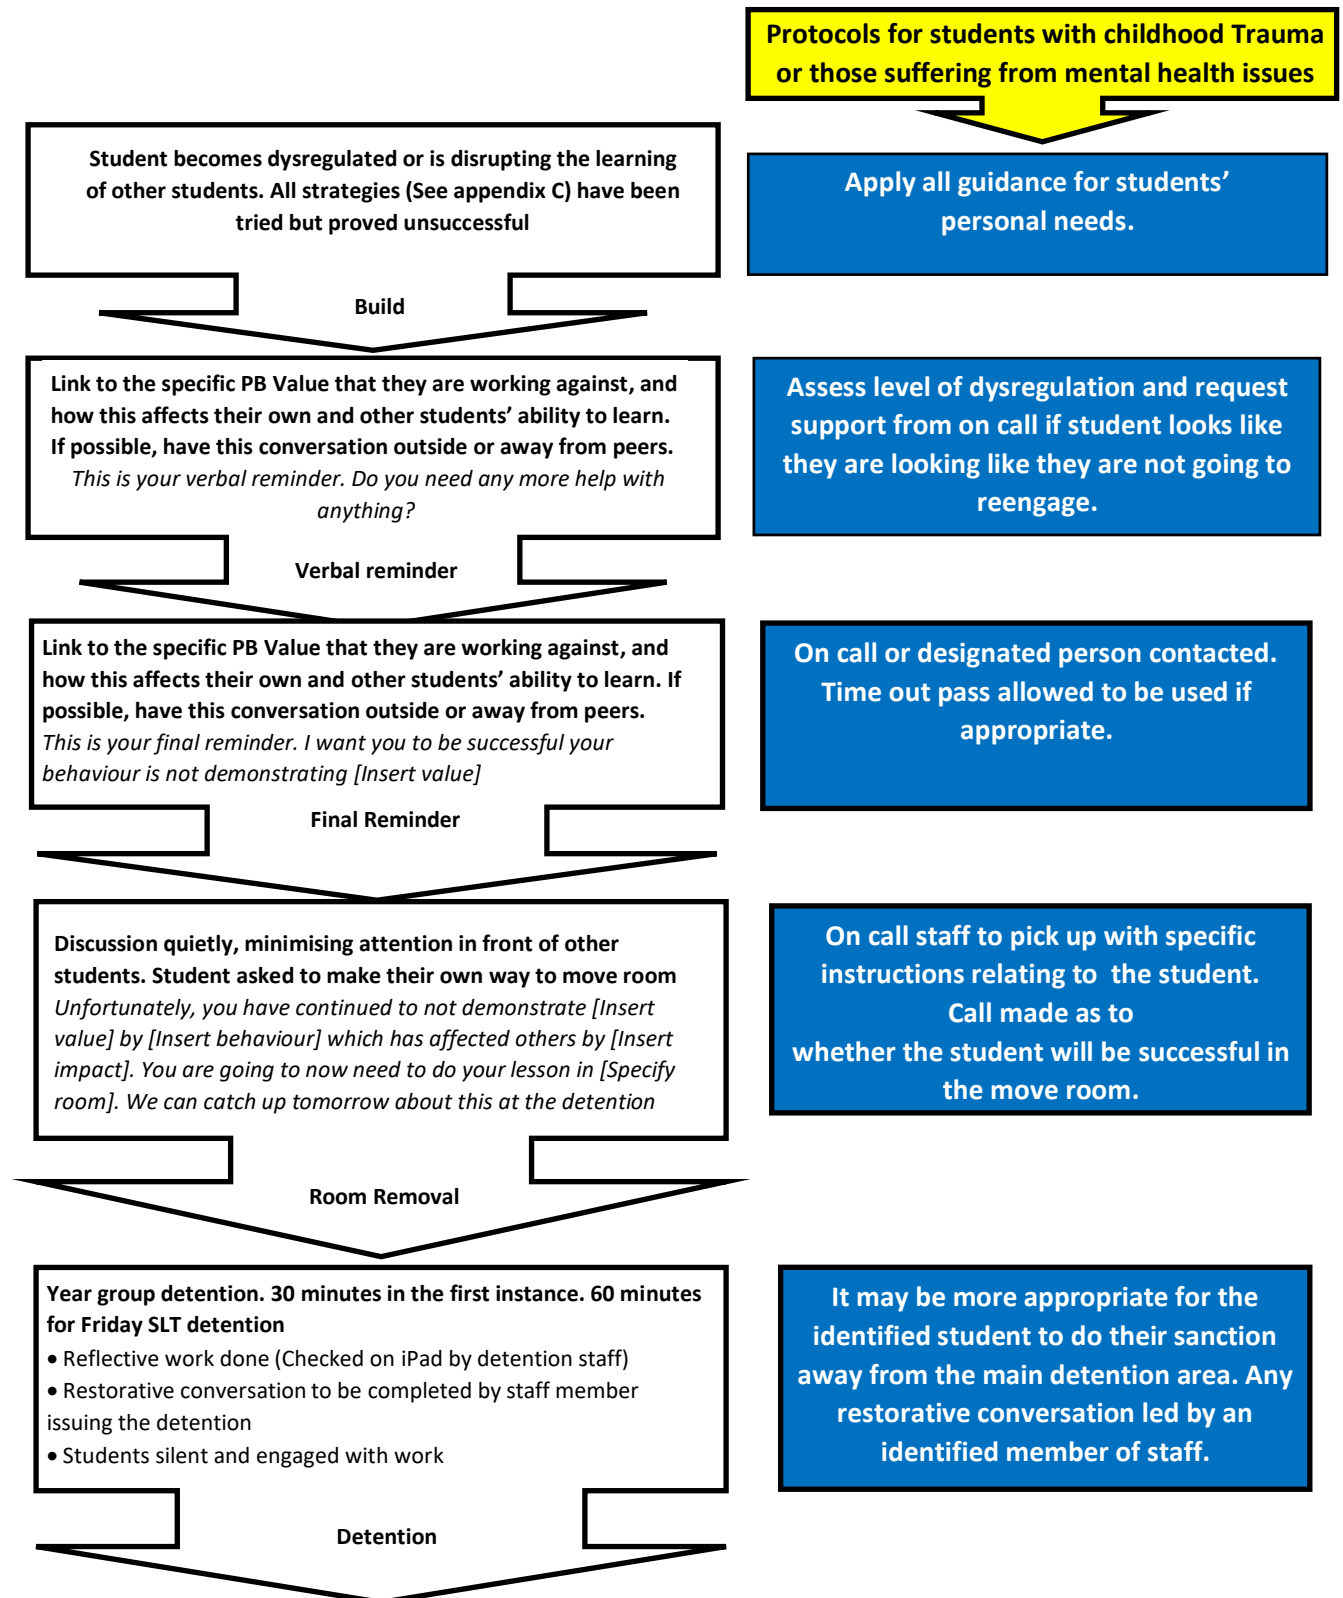 Protocols for students with childhood Trauma
or those suffering from mental health issues
Student becomes dysregulated or is disrupting the learning
of other students. All strategies (See appendix C) have been
tried but proved unsuccessful
Apply all guidance for students’
personal needs.
Build
Link to the specific PB Value that they are working against, and
how this affects their own and other students’ ability to learn.
If possible, have this conversation outside or away from peers.
This is your verbal reminder. Do you need any more help with
anything?
Assess level of dysregulation and request
support from on call if student looks like
they are looking like they are not going to
reengage.
Verbal reminder
Link to the specific PB Value that they are working against, and
how this affects their own and other students’ ability to learn. If
possible, have this conversation outside or away from peers.
This is your final reminder. I want you to be successful your
behaviour is not demonstrating [Insert value]
On call or designated person contacted.
Time out pass allowed to be used if
appropriate.
Final Reminder
Discussion quietly, minimising attention in front of other
students. Student asked to make their own way to move room
Unfortunately, you have continued to not demonstrate [Insert
value] by [Insert behaviour] which has affected others by [Insert
impact]. You are going to now need to do your lesson in [Specify
room]. We can catch up tomorrow about this at the detention
On call staff to pick up with specific
instructions relating to the student.
Call made as to
whether the student will be successful in
the move room.
Room Removal
Year group detention. 30 minutes in the first instance. 60 minutes
for Friday SLT detention
• Reflective work done (Checked on iPad by detention staff)
• Restorative conversation to be completed by staff member
issuing the detention
• Students silent and engaged with work
It may be more appropriate for the
identified student to do their sanction
away from the main detention area. Any
restorative conversation led by an
identified member of staff.
Detention